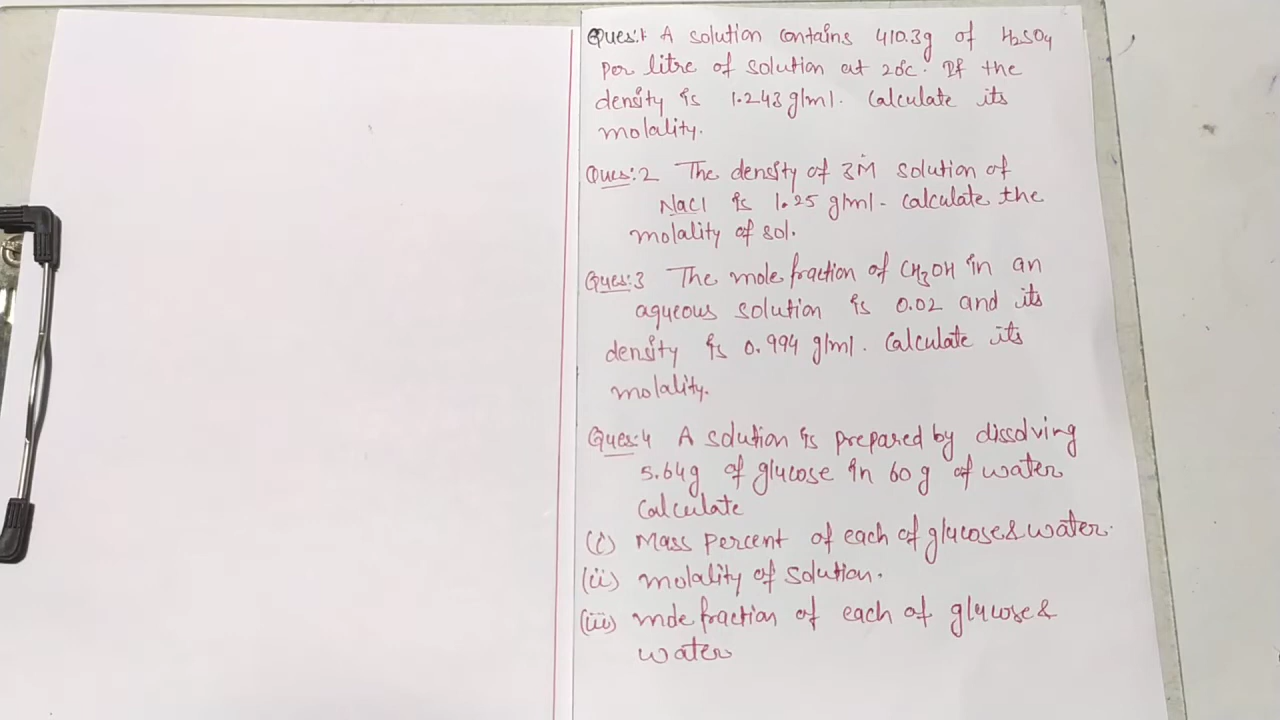 Ques:1 A solution contains 410.3g of H2SO4
Per litre of solution at 20°C. If the
density is 1.243 g/ml. Calculate its
molality.
Ques:2 The density of 3M solution of
NaCl is 1.25 g/ml. calculate the
molality of sol.
Ques:3 The mole fraction of CH3OH in an
aqueous solution is 0.02 and its
density is 0.994 g/ml. Calculate its
molality.
Ques:4 A solution is prepared by dissolving
5.64g of glucose in 60 g of water
Calculate
(i) Mass Percent of each of glucose & water.
(ii) molality of solution.
(iii) mole fraction of each of glucose &
water